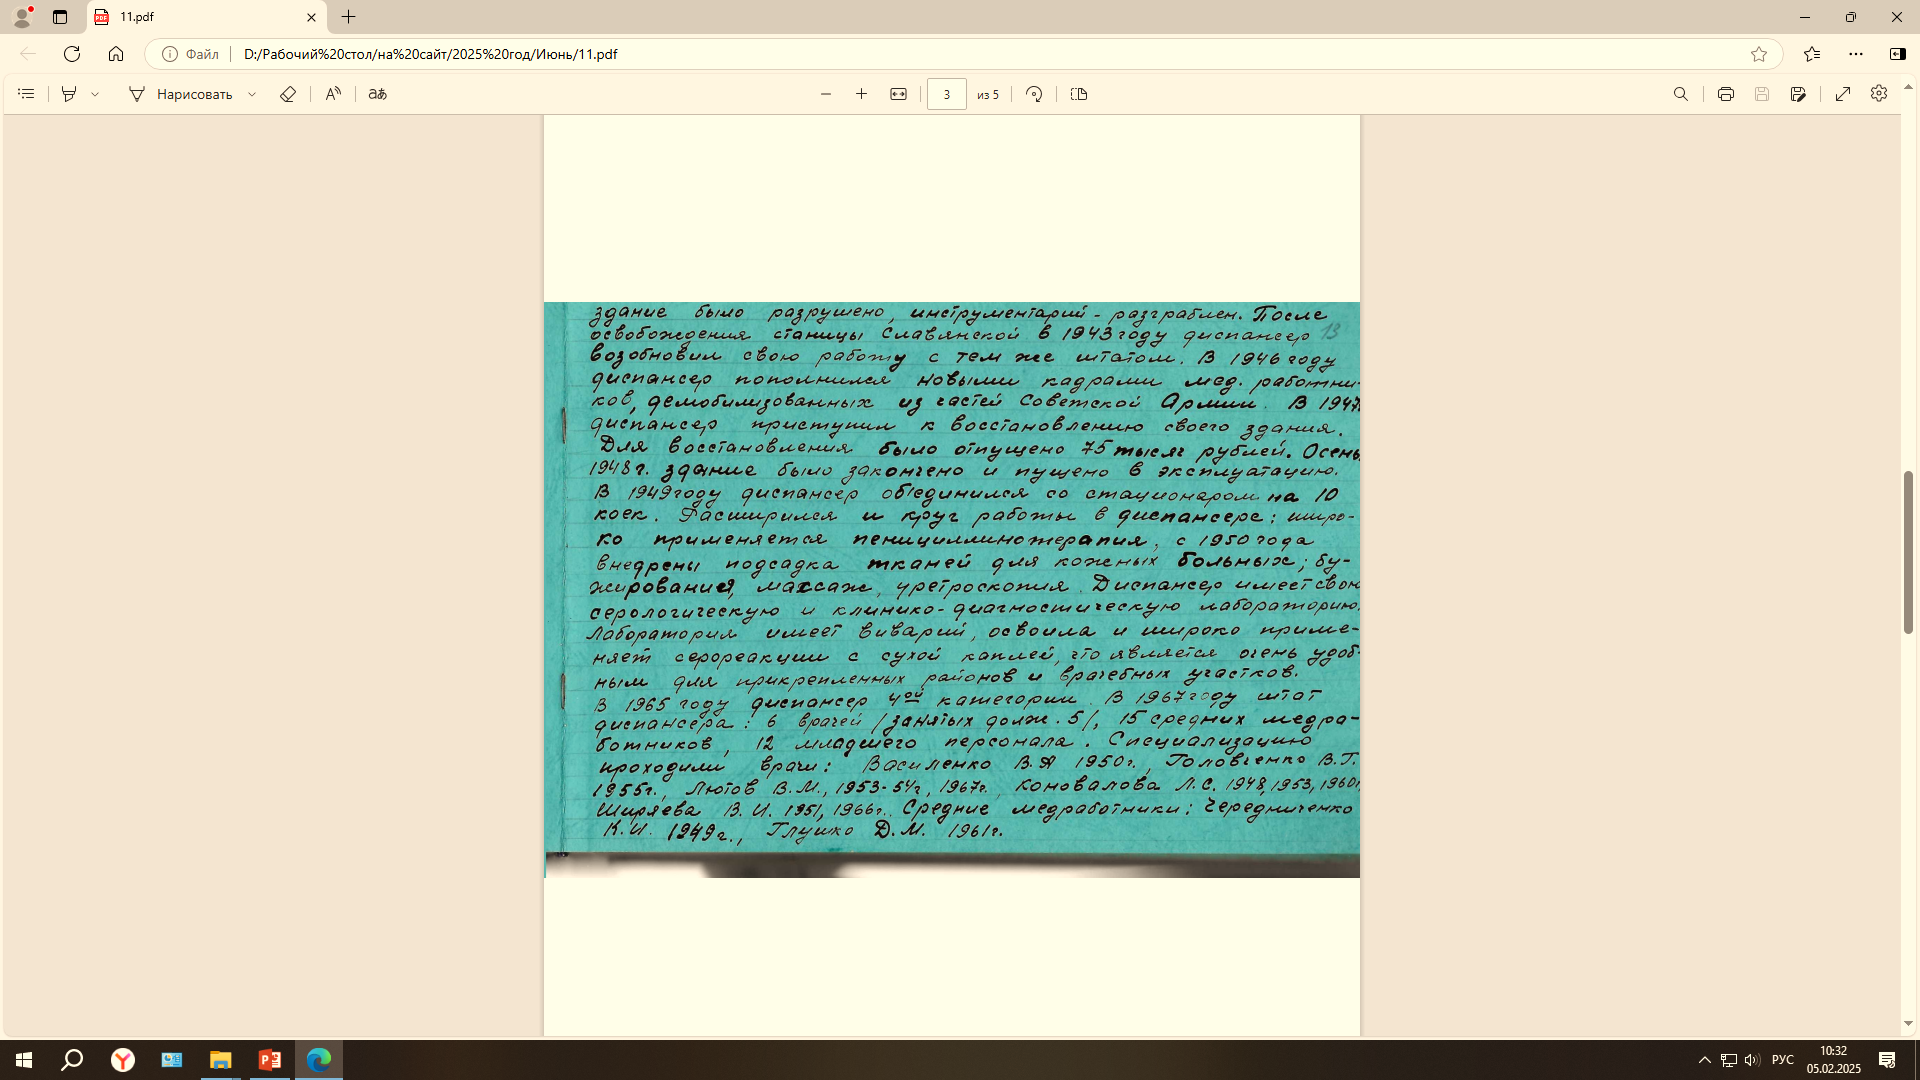 11.pdf
Файл
D:/Рабочий%20стол/на%20сайт/2025%20год/Июнь/11.pdf
Нарисовать
3 из 5
здание было разрушено, инструментарий - разграблен. После
освобождения станицы Славянской в 1943 году диспансер 13
возобновил свою работу с тем же штатом. В 1946 году
диспансер пополнился новыми кадрами мед. работни-
ков, демобилизованных из частей Советской Армии. В 1947
диспансер приступил к восстановлению своего здания.
Для восстановления было отпущено 75 тысяч рублей. Осень
1948 г. здание было закончено и пущено в эксплуатацию.
В 1949 году диспансер объединился со стационаром на 10
коек. Расширился и круг работы в диспансере: широ-
ко применяется пенициллинотерапия, с 1950 года
внедрены подсадка тканей для кожных больных; бу-
жирования, массаж, уретроскопия. Диспансер имеет свою
серологическую и клинико-диагностическую лабораторию.
Лаборатория имеет виварий, освоила и широко приме-
няет серореакции с сухой каплей, что является очень удоб-
ным для прикрепленных районов и врачебных участков.
В 1965 году диспансер 4ой категории. В 1967 году штат
диспансера: 6 врачей /занятых долж. 5/, 15 средних медра-
ботников, 12 младшего персонала. Специализацию
проходили врачи: Василенко В.Я 1950г., Головченко В.Г.
1955г., Лютов В.М., 1953-54г, 1967г., Коновалова Л.С. 1948, 1953, 1960г,
Ширяева В.И. 1951, 1966г. Средние медработники: Чередниченко
К.И. 1949г., Глушко Д.М. 1961г.
РУС
10:32
05.02.2025